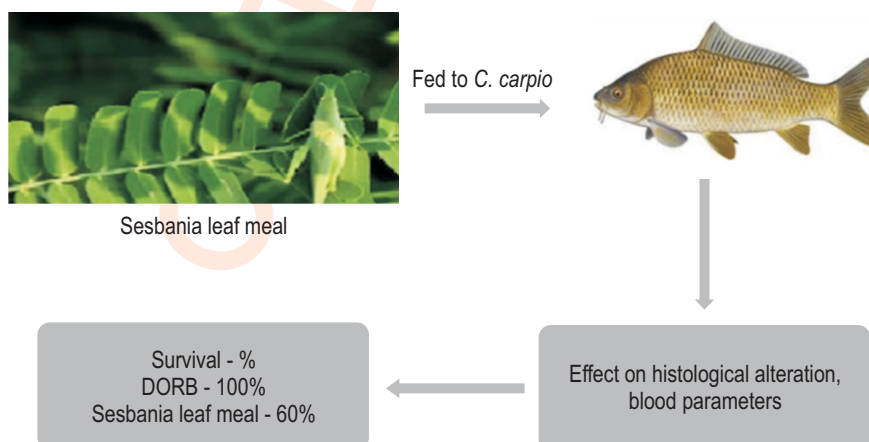 Fed to C. carpio
Sesbania leaf meal
Effect on histological alteration,
blood parameters
Survival - %
DORB - 100%
Sesbania leaf meal - 60%